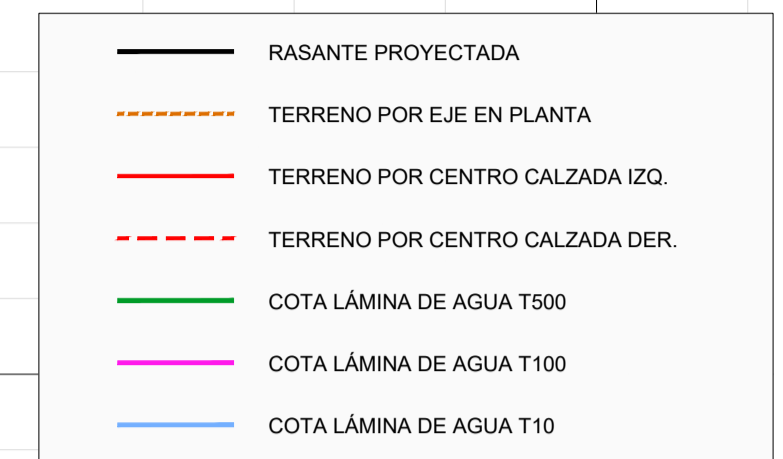 RASANTE PROYECTADA
TERRENO POR EJE EN PLANTA
TERRENO POR CENTRO CALZADA IZQ.
TERRENO POR CENTRO CALZADA DER.
COTA LÁMINA DE AGUA T500
COTA LÁMINA DE AGUA T100
COTA LÁMINA DE AGUA T10